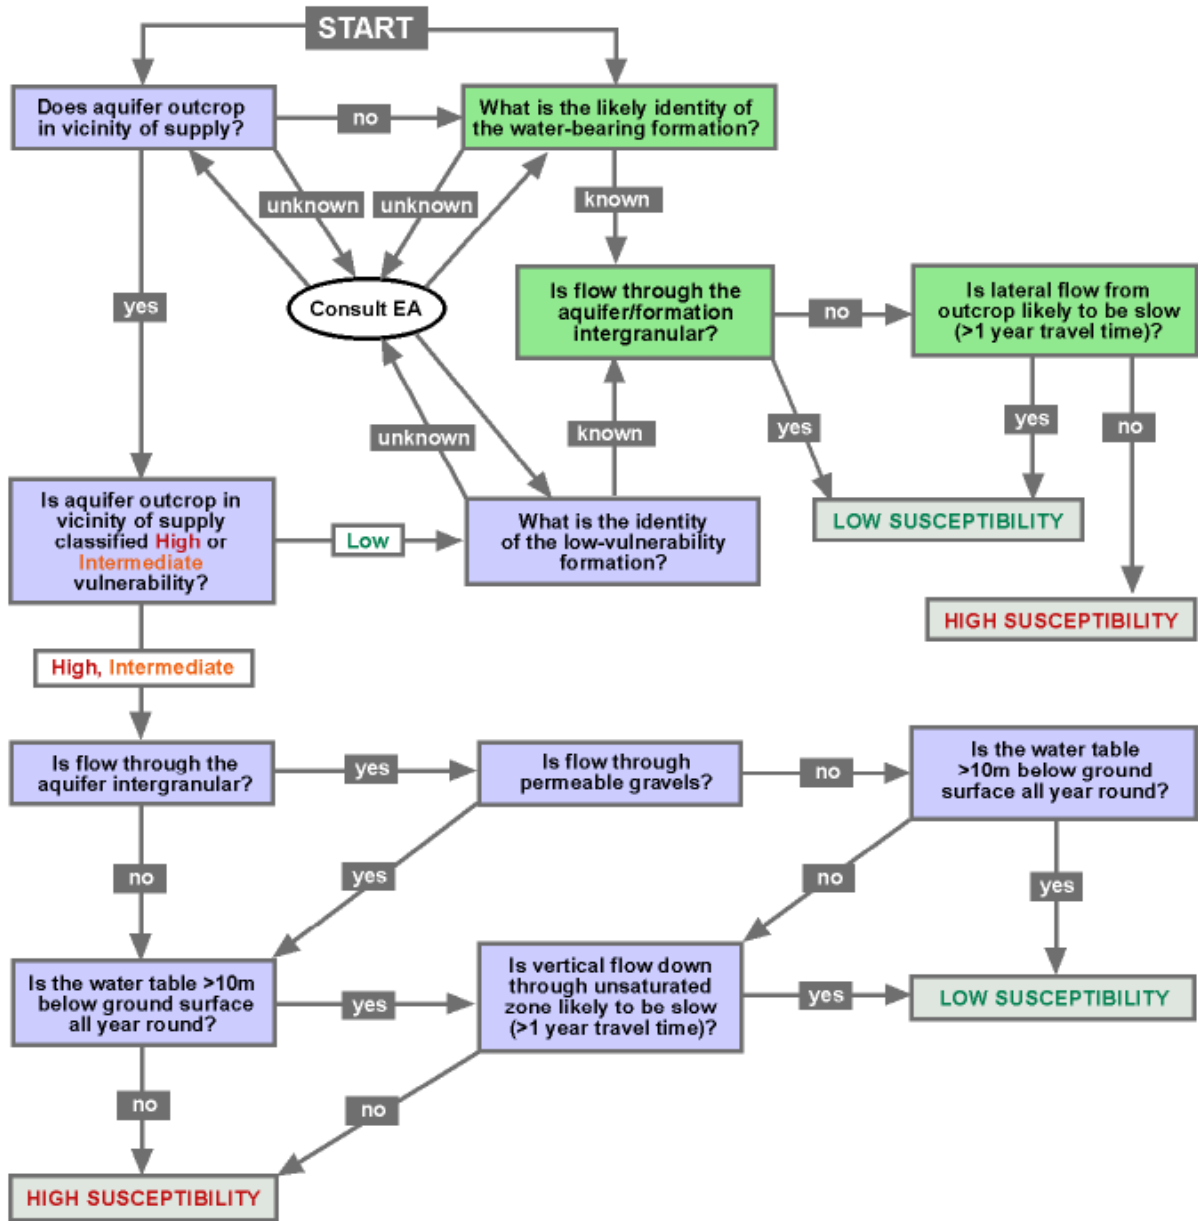 START
Does aquifer outcrop
in vicinity of supply?
no
What is the likely identity of
the water-bearing formation?
unknown
unknown
known
yes
Consult EA
Is flow through the
aquifer/formation
intergranular?
no
Is lateral flow from
outcrop likely to be slow
(>1 year travel time)?
unknown
known
yes
yes
no
Is aquifer outcrop in
vicinity of supply
classified High or
Intermediate
vulnerability?
Low
What is the identity
of the low-vulnerability
formation?
LOW SUSCEPTIBILITY
HIGH SUSCEPTIBILITY
High, Intermediate
Is flow through the
aquifer intergranular?
yes
Is flow through
permeable gravels?
no
Is the water table
>10m below ground
surface all year round?
no
yes
no
yes
Is the water table >10m
below ground surface
all year round?
yes
Is vertical flow down
through unsaturated
zone likely to be slow
(>1 year travel time)?
yes
LOW SUSCEPTIBILITY
no
no
HIGH SUSCEPTIBILITY